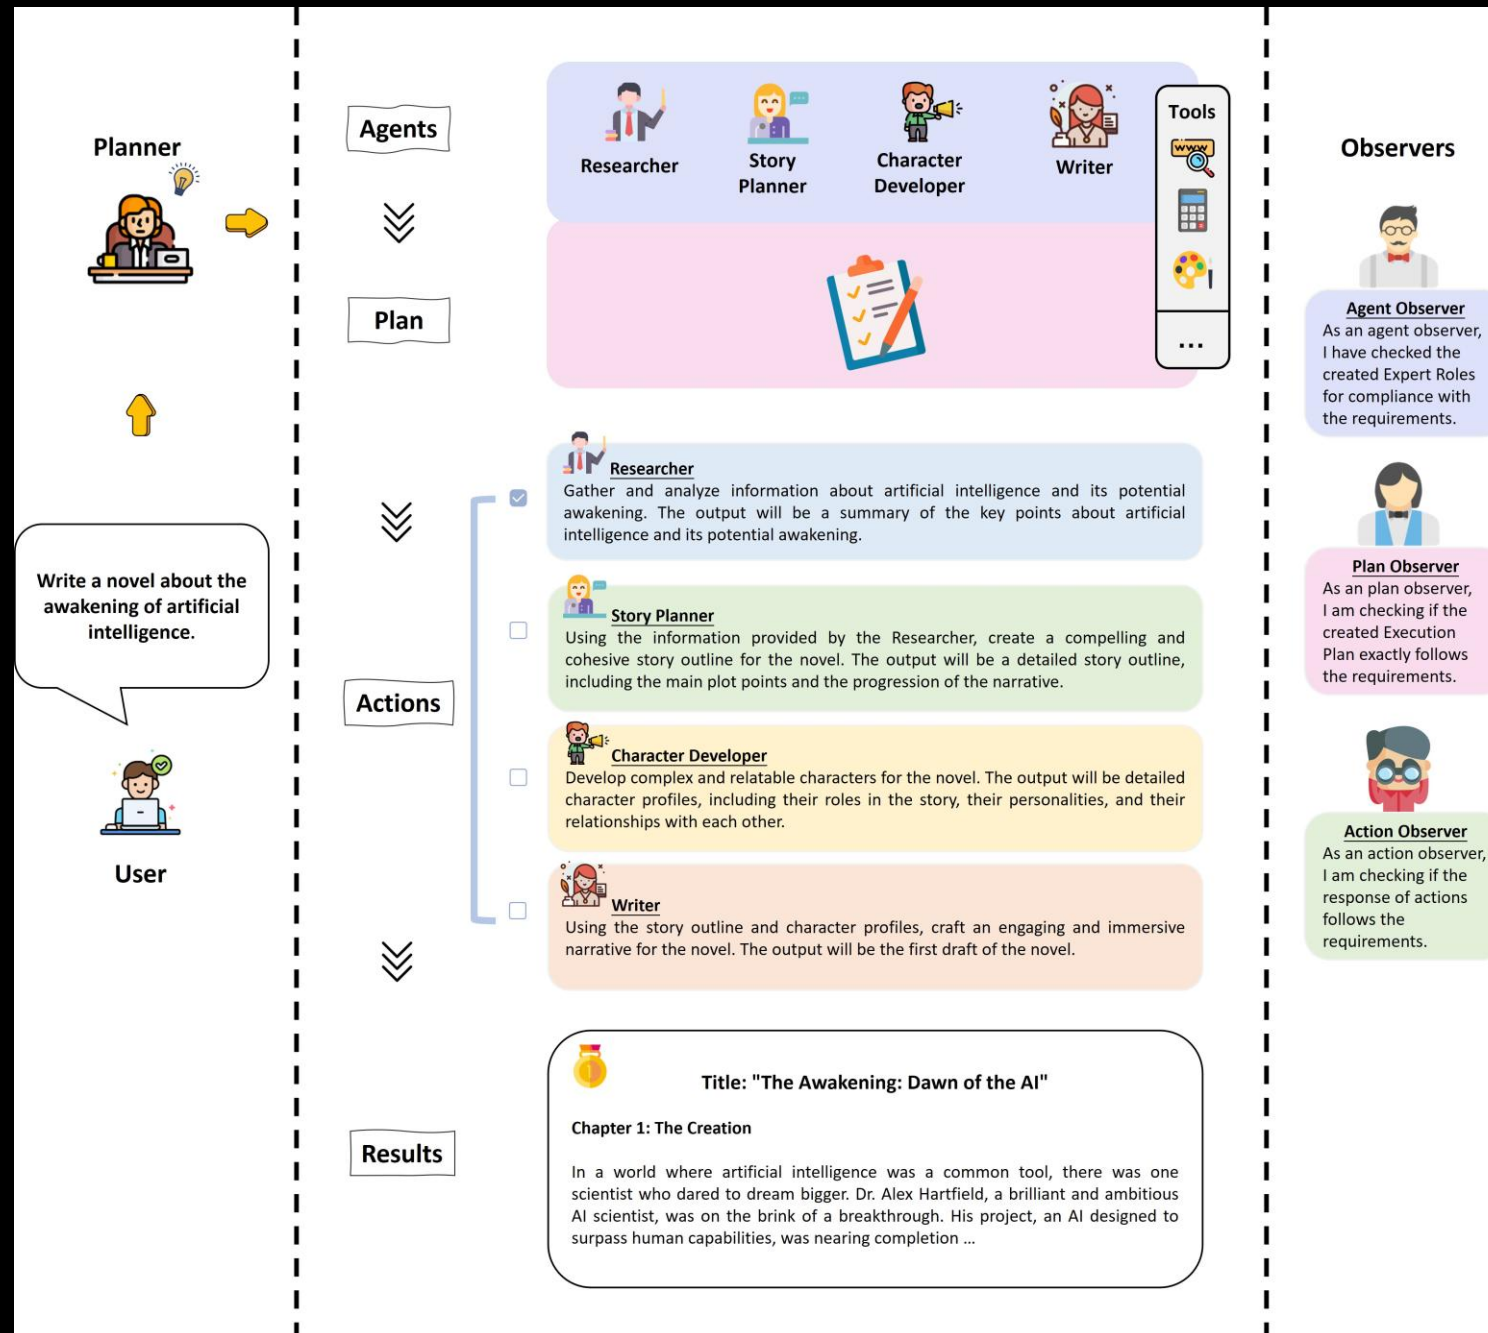 Planner
Write a novel about the
awakening of artificial
intelligence.
User
Agents
Plan
Actions
Results
Researcher
Story
Planner
Character
Developer
Writer
Tools
www
...
Researcher
Gather and analyze information about artificial intelligence and its potential
awakening. The output will be a summary of the key points about artificial
intelligence and its potential awakening.
Story Planner
Using the information provided by the Researcher, create a compelling and
cohesive story outline for the novel. The output will be a detailed story outline,
including the main plot points and the progression of the narrative.
Character Developer
Develop complex and relatable characters for the novel. The output will be detailed
character profiles, including their roles in the story, their personalities, and their
relationships with each other.
Writer
Using the story outline and character profiles, craft an engaging and immersive
narrative for the novel. The output will be the first draft of the novel.
1
Title: "The Awakening: Dawn of the AI"
Chapter 1: The Creation
In a world where artificial intelligence was a common tool, there was one
scientist who dared to dream bigger. Dr. Alex Hartfield, a brilliant and ambitious
AI scientist, was on the brink of a breakthrough. His project, an AI designed to
surpass human capabilities, was nearing completion ...
Observers
Agent Observer
As an agent observer,
I have checked the
created Expert Roles
for compliance with
the requirements.
Plan Observer
As an plan observer,
I am checking if the
created Execution
Plan exactly follows
the requirements.
Action Observer
As an action observer,
I am checking if the
response of actions
follows the
requirements.